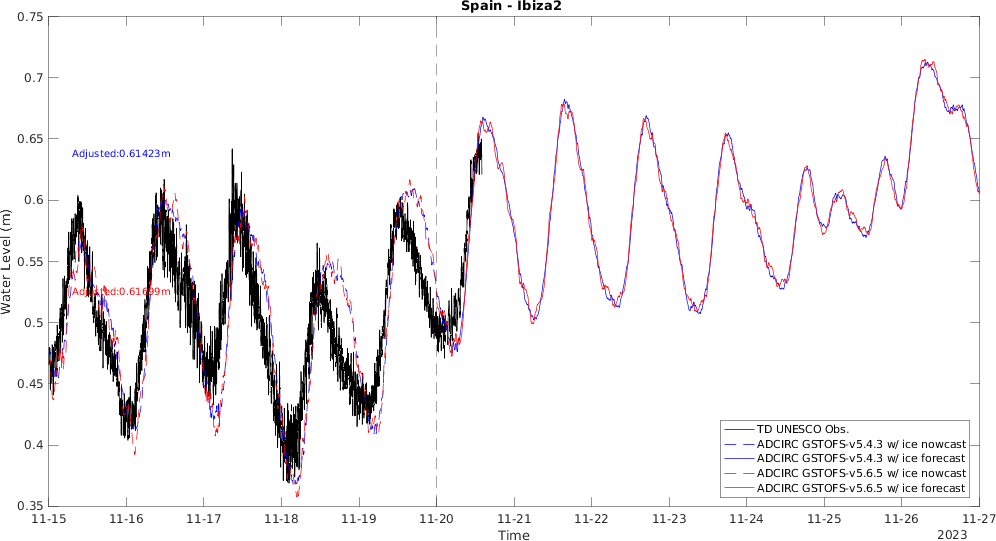 Spain - Ibiza2
0.75
0.7
0.65
0.6
0.55
0.5
0.45
0.4
0.35
Water Level (m)
Adjusted:0.61423m
Adjusted:0.61699m
TD UNESCO Obs.
ADCIRC GSTOFS-v5.4.3 w/ ice nowcast
ADCIRC GSTOFS-v5.4.3 w/ ice forecast
ADCIRC GSTOFS-v5.6.5 w/ ice nowcast
ADCIRC GSTOFS-v5.6.5 w/ ice forecast
11-15 11-16 11-17 11-18 11-19 11-20 11-21 11-22 11-23 11-24 11-25 11-26 11-27
Time
2023